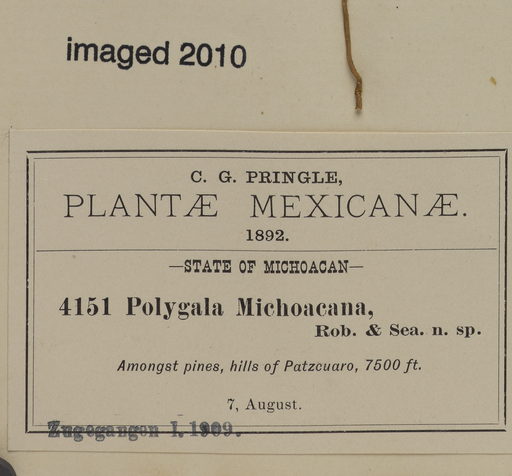 imaged 2010
C. G. PRINGLE,
PLANTÆ MEXICANÆ.
1892.
—STATE OF MICHOACAN—
4151 Polygala Michoacana,
Rob. & Sea. n. sp.
Amongst pines, hills of Patzcuaro, 7500 ft.
7, August.
Zugegangen I. 1909.